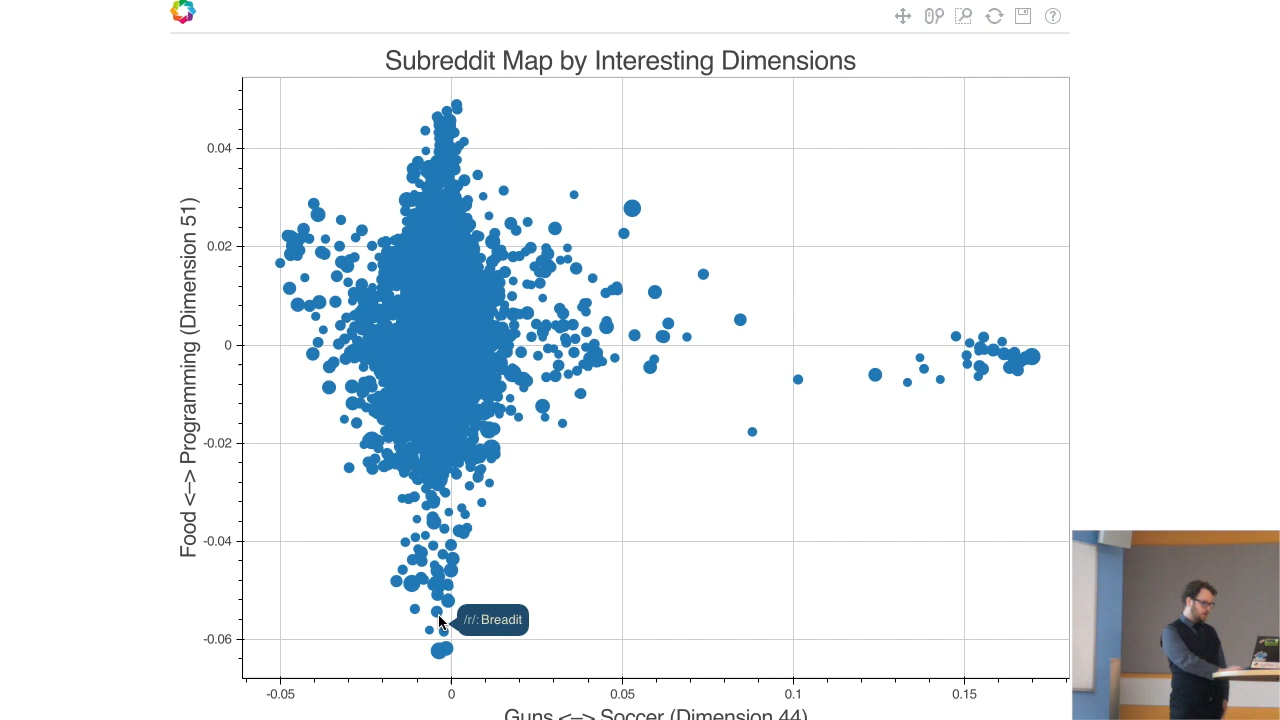 Subreddit Map by Interesting Dimensions
Food <–> Programming (Dimension 51)
0.04
0.02
0
-0.02
-0.04
-0.06
/r/: Breadit
-0.05
0
0.05
0.1
0.15
Guns <–> Soccer (Dimension 44)